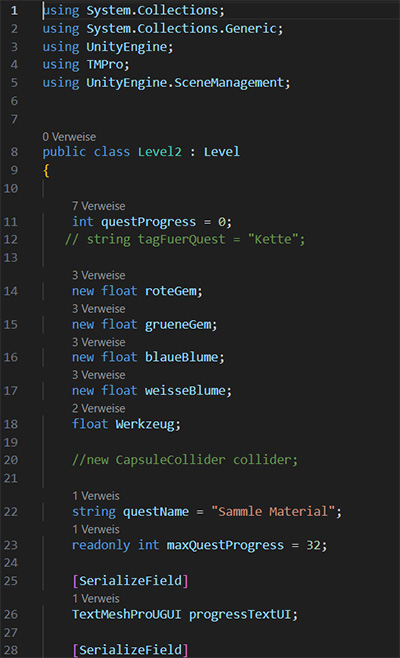 1 using System.Collections;
2 using System.Collections.Generic;
3 using UnityEngine;
4 using TMPro;
5 using UnityEngine.SceneManagement;
6
7
0 Verweise
8 public class Level2 : Level
9 {
10
7 Verweise
11 int questProgress = 0;
12 // string tagFuerQuest = "Kette";
13
3 Verweise
14 new float roteGem;
3 Verweise
15 new float grueneGem;
3 Verweise
16 new float blaueBlume;
3 Verweise
17 new float weisseBlume;
2 Verweise
18 float Werkzeug;
19
20 //new CapsuleCollider collider;
21
1 Verweis
22 string questName = "Sammle Material";
1 Verweis
23 readonly int maxQuestProgress = 32;
24
25 [SerializeField]
1 Verweis
26 TextMeshProUGUI progressTextUI;
27
28 [SerializeField]